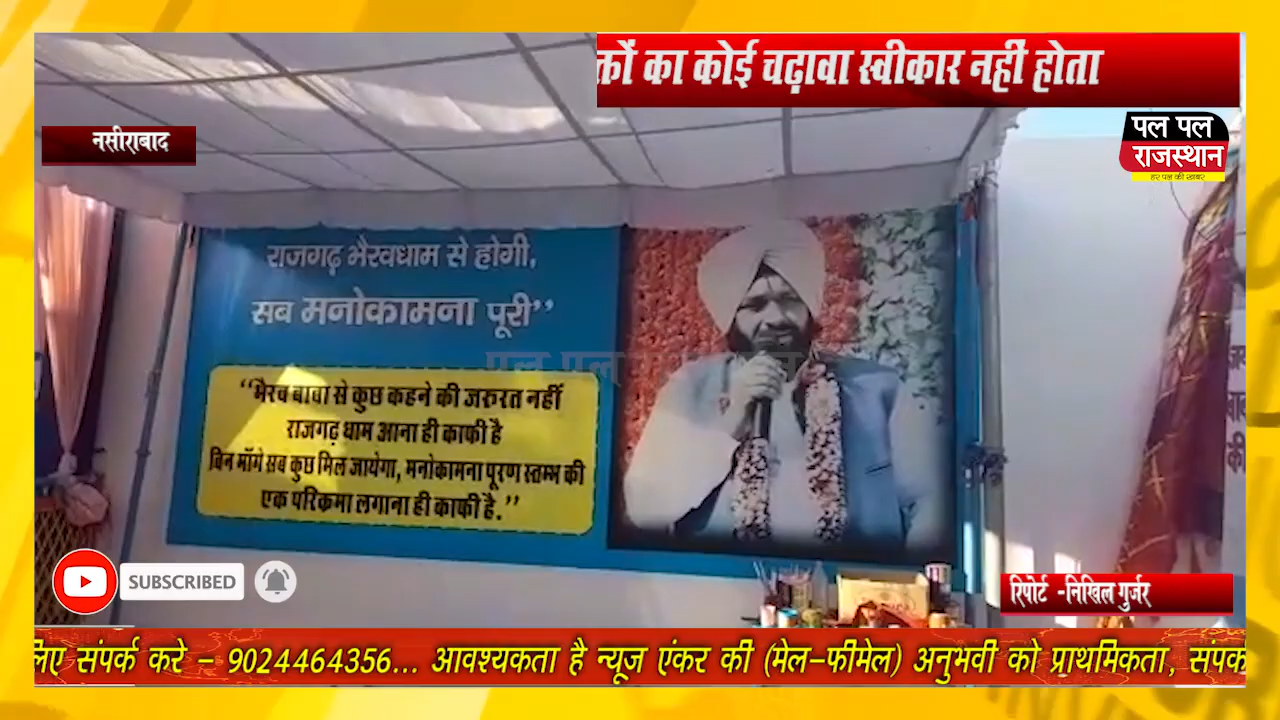 क्तों का कोई चढ़ावा स्वीकार नहीं होता
नसीराबाद
पल पल
राजस्थान
हर पल की खबर
राजगढ़ भैरवधाम से होगी,
सब मनोकामना पूरी”
“भैरव बाबा से कुछ कहने की जरुरत नहीं
राजगढ़ धाम आना ही काफी है
बिन माँगे सब कुछ मिल जायेगा, मनोकामना पूरण स्तम्भ की
एक परिक्रमा लगाना ही काफी है.”
SUBSCRIBED
रिपोर्ट -निखिल गुर्जर
लिए संपर्क करे - 9024464356... आवश्यकता है न्यूज एंकर की (मेल-फीमेल) अनुभवी को प्राथमिकता, संपक